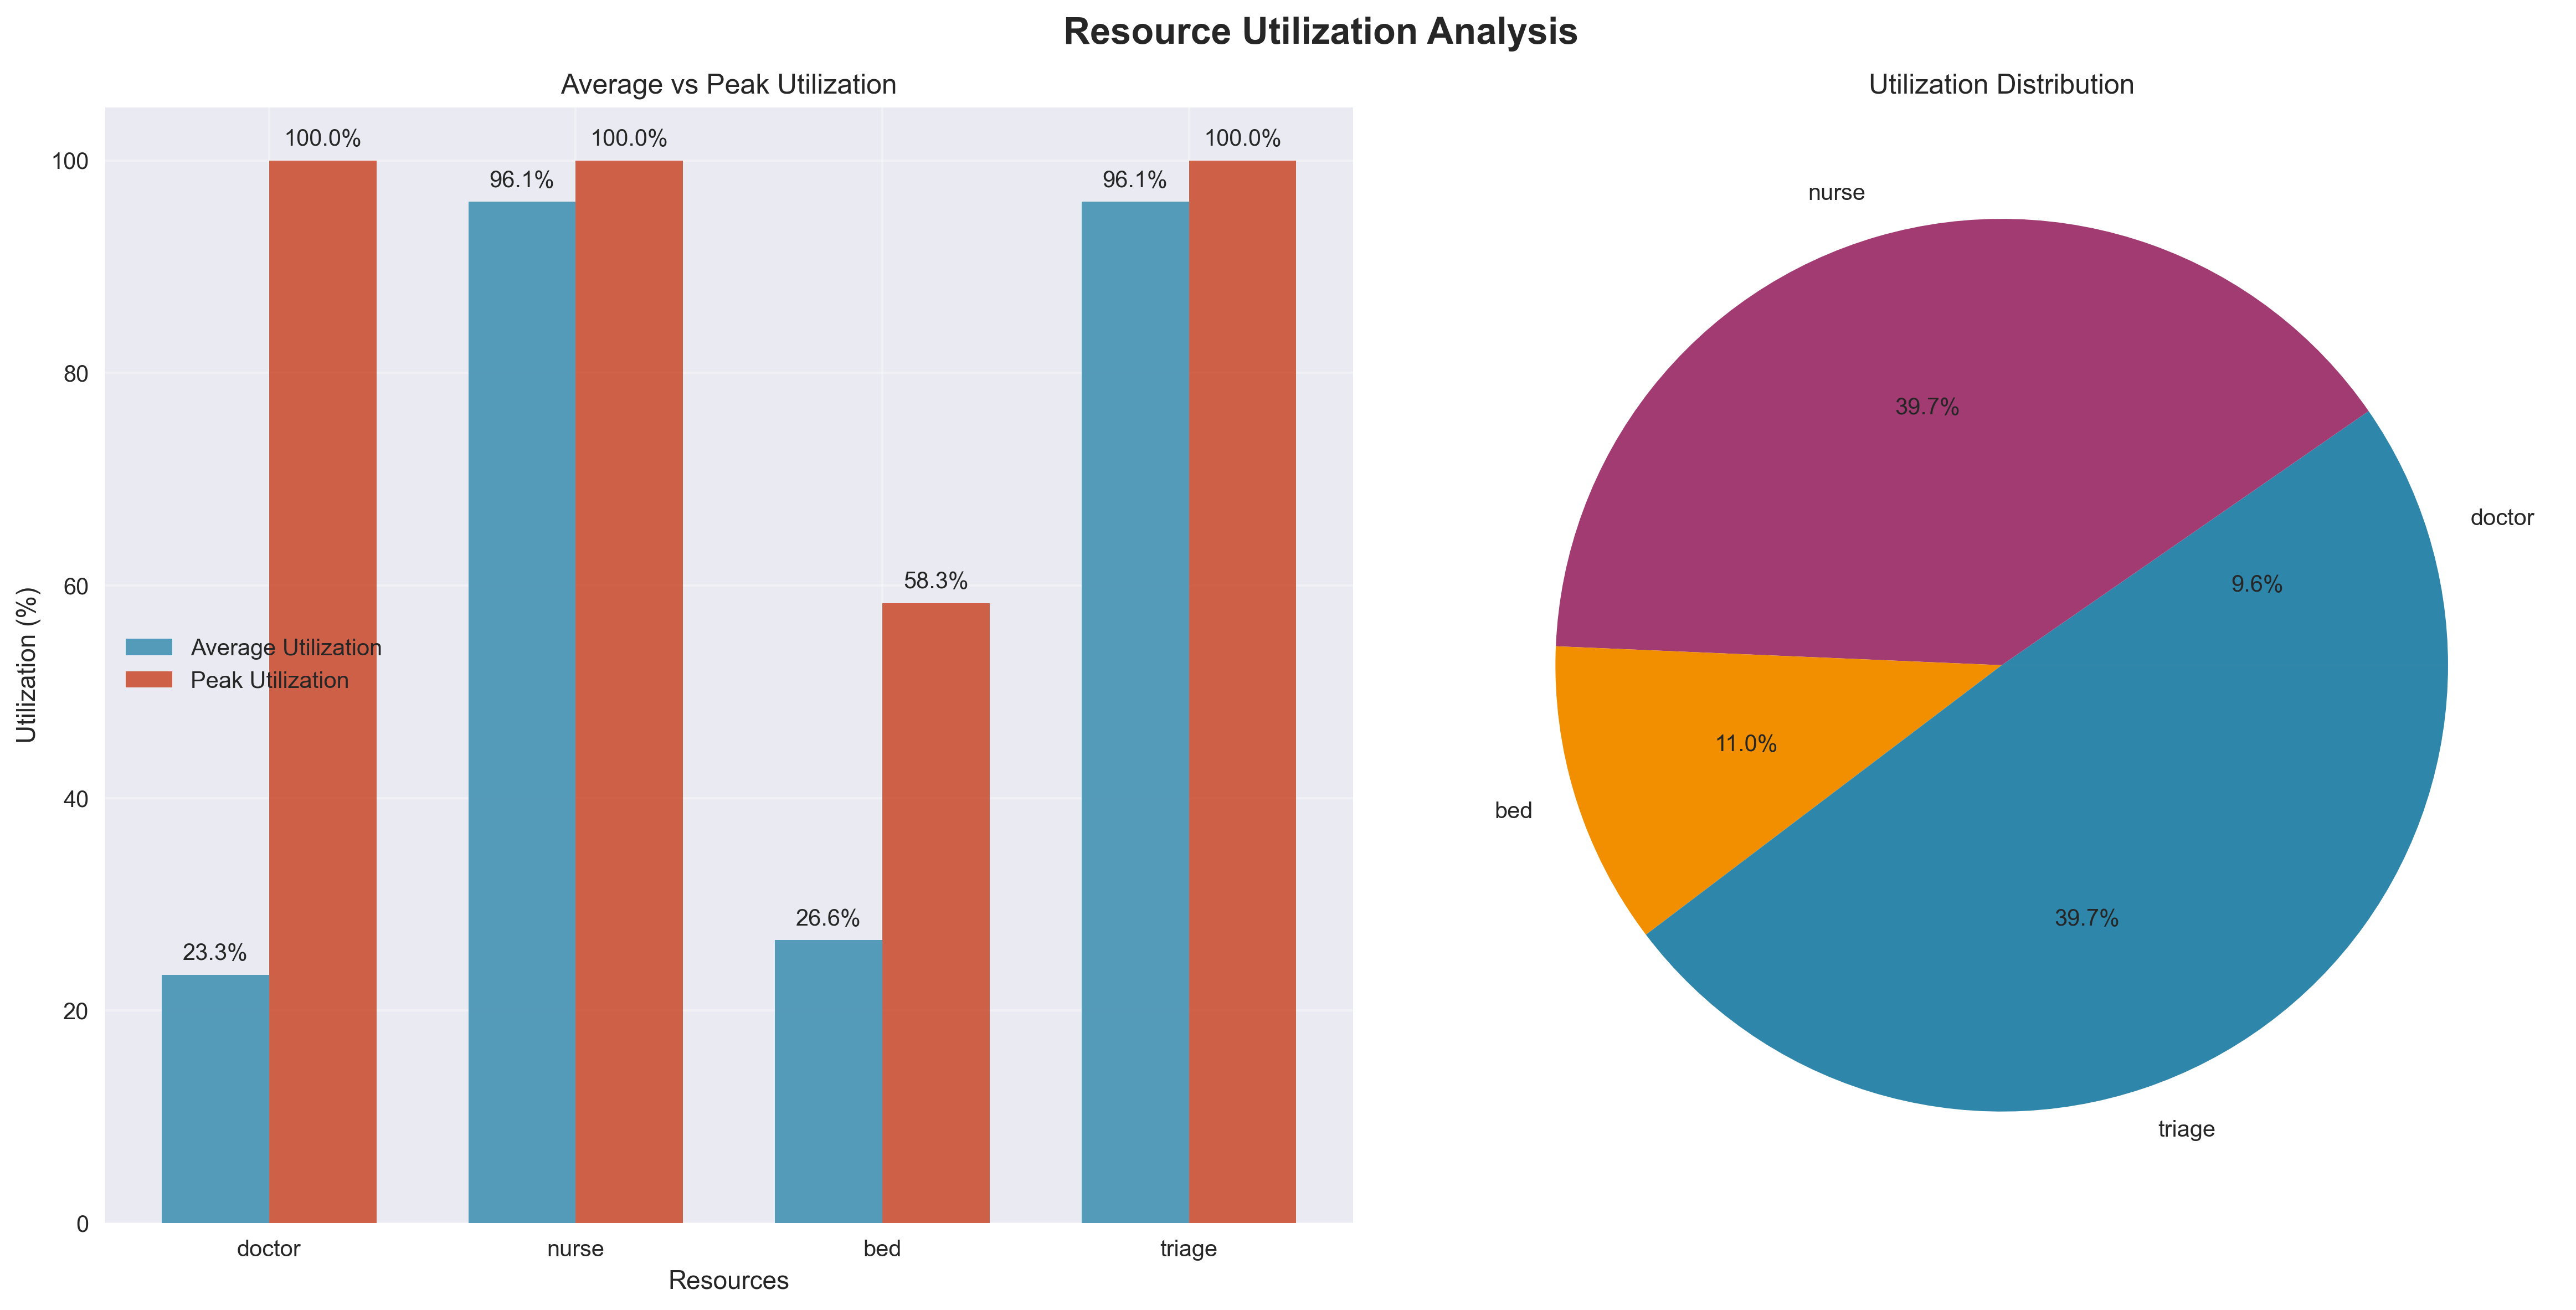 Resource Utilization Analysis
Average vs Peak Utilization
100.0%
100.0%
100.0%
96.1%
96.1%
58.3%
26.6%
23.3%
100
80
60
40
20
0
Utilization (%)
Average Utilization
Peak Utilization
doctor
nurse
bed
triage
Resources
Utilization Distribution
nurse
39.7%
doctor
9.6%
11.0%
bed
39.7%
triage